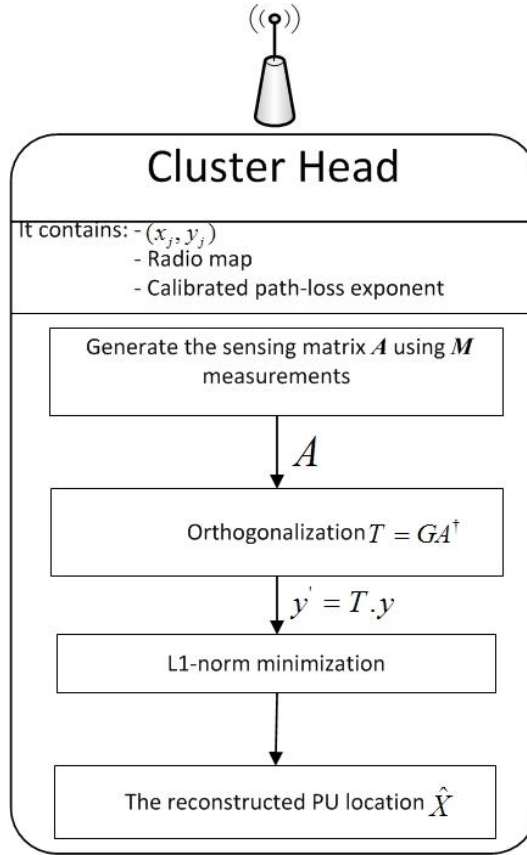 Cluster Head
It contains: - (x_j, y_j)
- Radio map
- Calibrated path-loss exponent
Generate the sensing matrix A using M
measurements
A
Orthogonalization T = GA†
y' = T.y
L1-norm minimization
The reconstructed PU location X̂